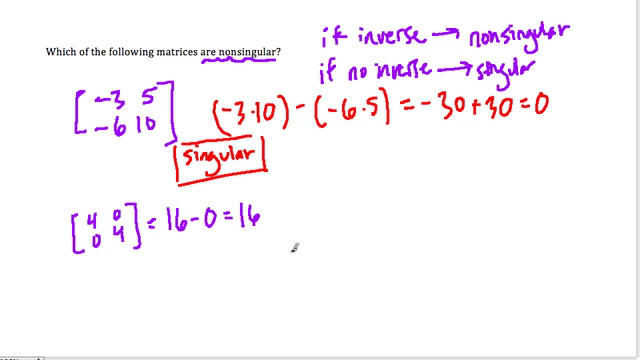 if inverse → nonsingular
Which of the following matrices are nonsingular?
if no inverse → singular
[-3 5
-6 10] (-3·10) - (-6·5) = -30+30=0
singular
[4 0
0 4] = 16-0=16